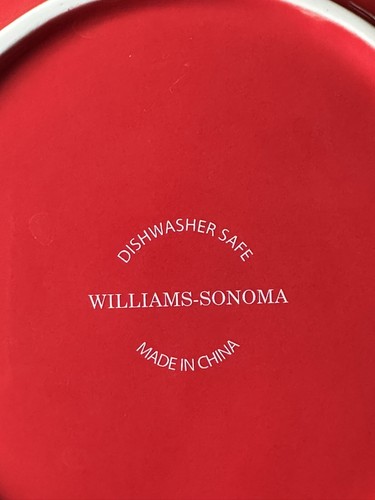 DISHWASHER SAFE
WILLIAMS-SONOMA
MADE IN CHINA